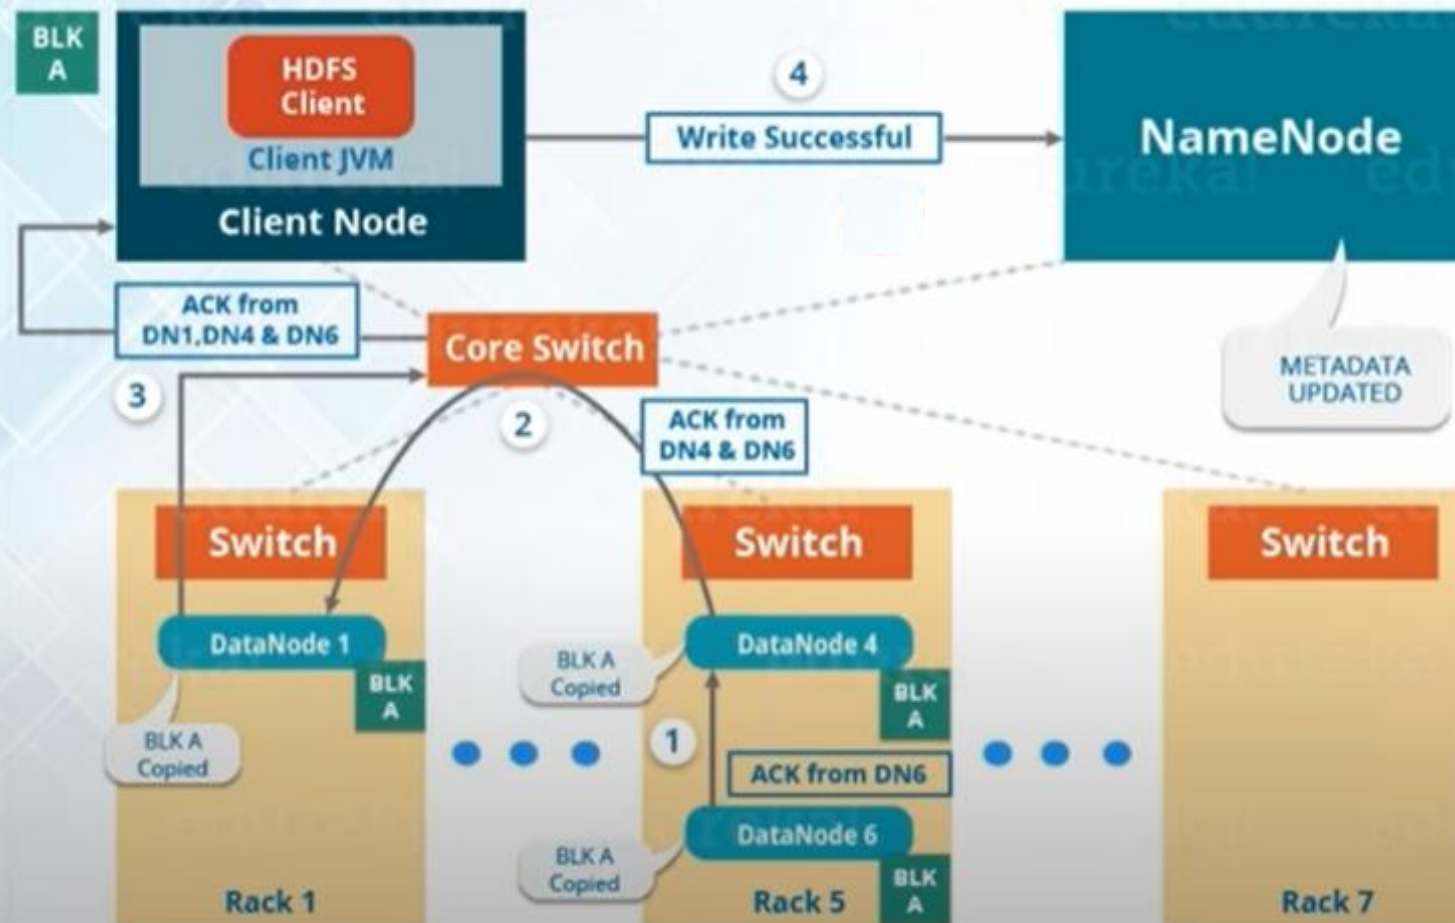 BLK
A
HDFS
Client
Client JVM
Client Node
4
Write Successful
NameNode
edureka!
METADATA
UPDATED
ACK from
DN1,DN4 & DN6
Core Switch
3
2
ACK from
DN4 & DN6
Switch
Switch
Switch
DataNode 1
BLK
A
BLK A
Copied
DataNode 4
BLK A
Copied
BLK
A
1
ACK from DN6
DataNode 6
BLK A
Copied
BLK
A
Rack 1
Rack 5
Rack 7